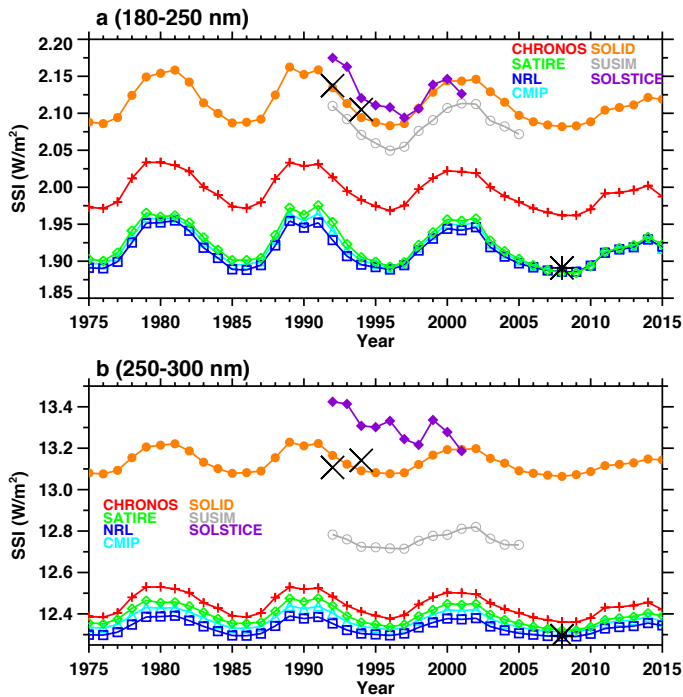 a (180-250 nm)
2.20
2.15
2.10
2.05
2.00
1.95
1.90
1.85
SSI (W/m²)
CHRONOS SOLID
SATIRE SUSIM
NRL SOLSTICE
CMIP
1975 1980 1985 1990 1995 2000 2005 2010 2015
Year
b (250-300 nm)
13.4
13.2
13.0
12.8
12.6
12.4
SSI (W/m²)
CHRONOS SOLID
SATIRE SUSIM
NRL SOLSTICE
CMIP
1975 1980 1985 1990 1995 2000 2005 2010 2015
Year